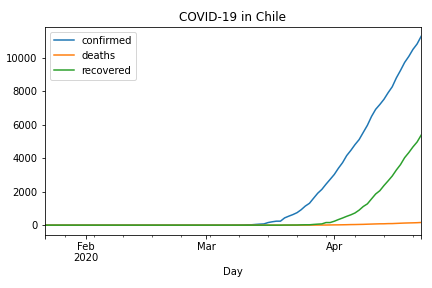 COVID-19 in Chile
confirmed
deaths
recovered
10000
8000
6000
4000
2000
0
Feb Mar Apr
2020
Day